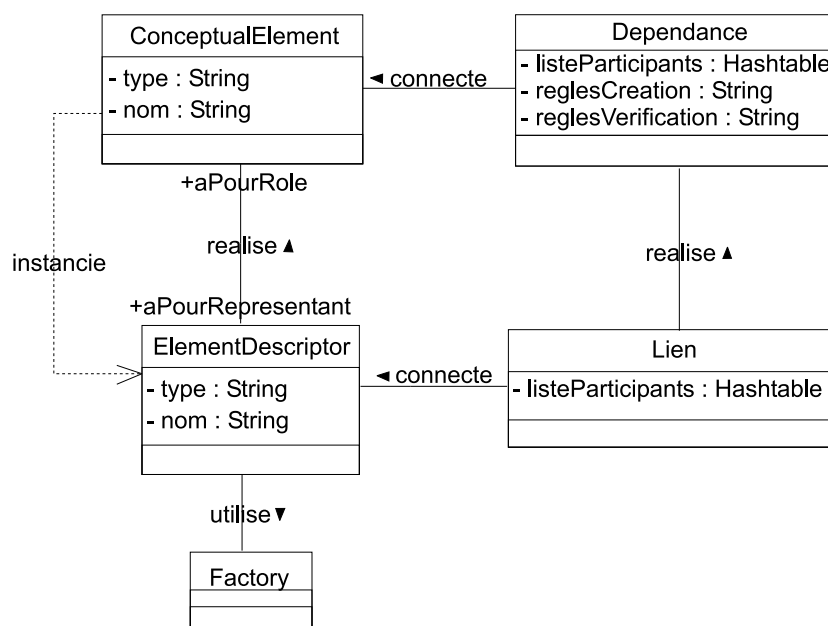 ConceptualElement
- type : String
- nom : String
◄ connecte
Dependance
- listeParticipants : Hashtable
- reglesCreation : String
- reglesVerification : String
+aPourRole
realise ▲
instancie
realise ▲
+aPourRepresentant
ElementDescriptor
- type : String
- nom : String
◄ connecte
Lien
- listeParticipants : Hashtable
utilise ▼
Factory